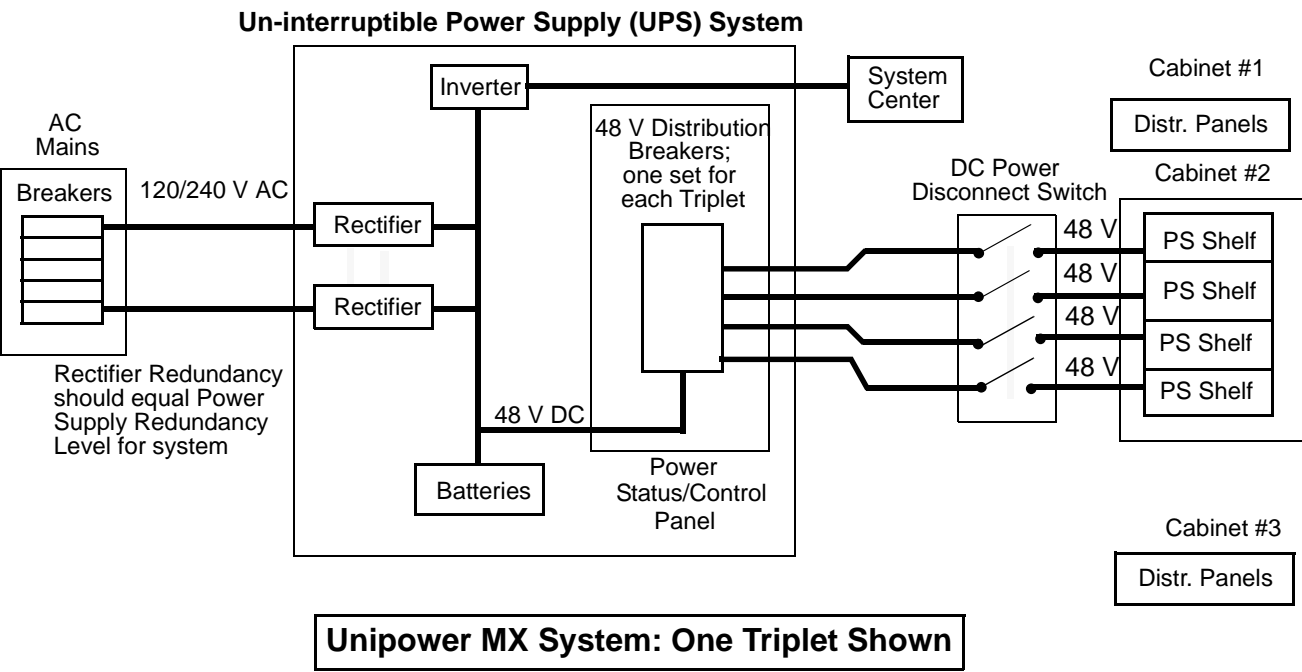 Un-interruptible Power Supply (UPS) System
AC
Mains
Breakers
120/240 V AC
Rectifier
Rectifier
Rectifier Redundancy
should equal Power
Supply Redundancy
Level for system
Inverter
48 V DC
Batteries
48 V Distribution
Breakers;
one set for
each Triplet
Power
Status/Control
Panel
System
Center
DC Power
Disconnect Switch
48 V
48 V
48 V
48 V
Cabinet #1
Distr. Panels
Cabinet #2
PS Shelf
PS Shelf
PS Shelf
PS Shelf
Cabinet #3
Distr. Panels
Unipower MX System: One Triplet Shown